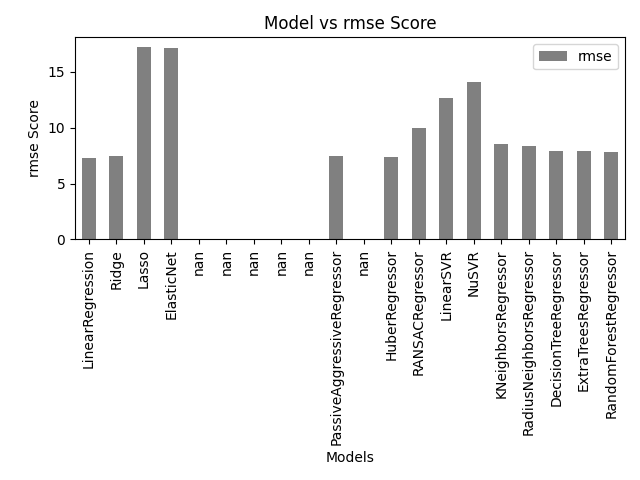 Model vs rmse Score
rmse
rmse Score
15
10
5
0
LinearRegression
Ridge
Lasso
ElasticNet
nan
nan
nan
nan
nan
PassiveAggressiveRegressor
nan
HuberRegressor
RANSACRegressor
LinearSVR
NuSVR
KNeighborsRegressor
RadiusNeighborsRegressor
DecisionTreeRegressor
ExtraTreesRegressor
RandomForestRegressor
Models